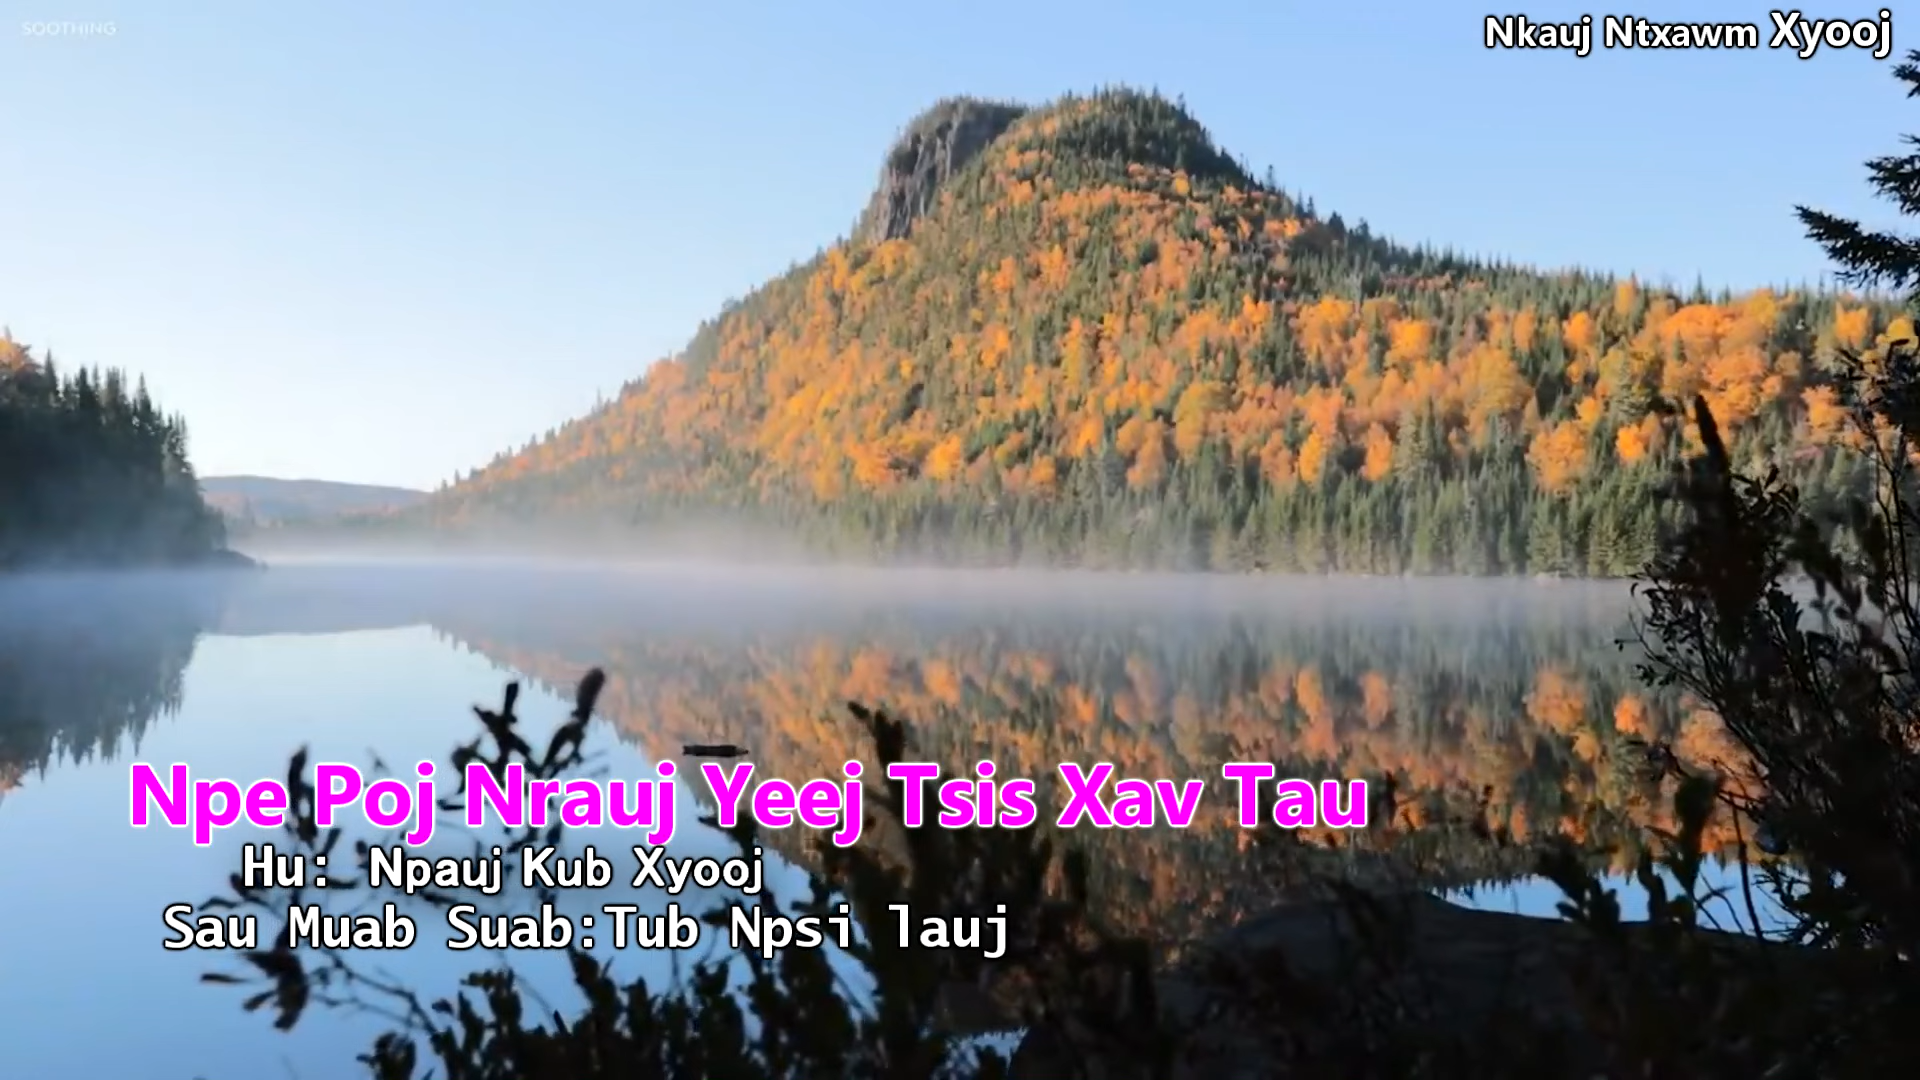 SOOTHING
Nkauj Ntxawm Xyooj
Npe Poj Nrauj Yeej Tsis Xav Tau
Hu: Npauj Kub Xyooj
Sau Muab Suab:Tub Npsi lauj